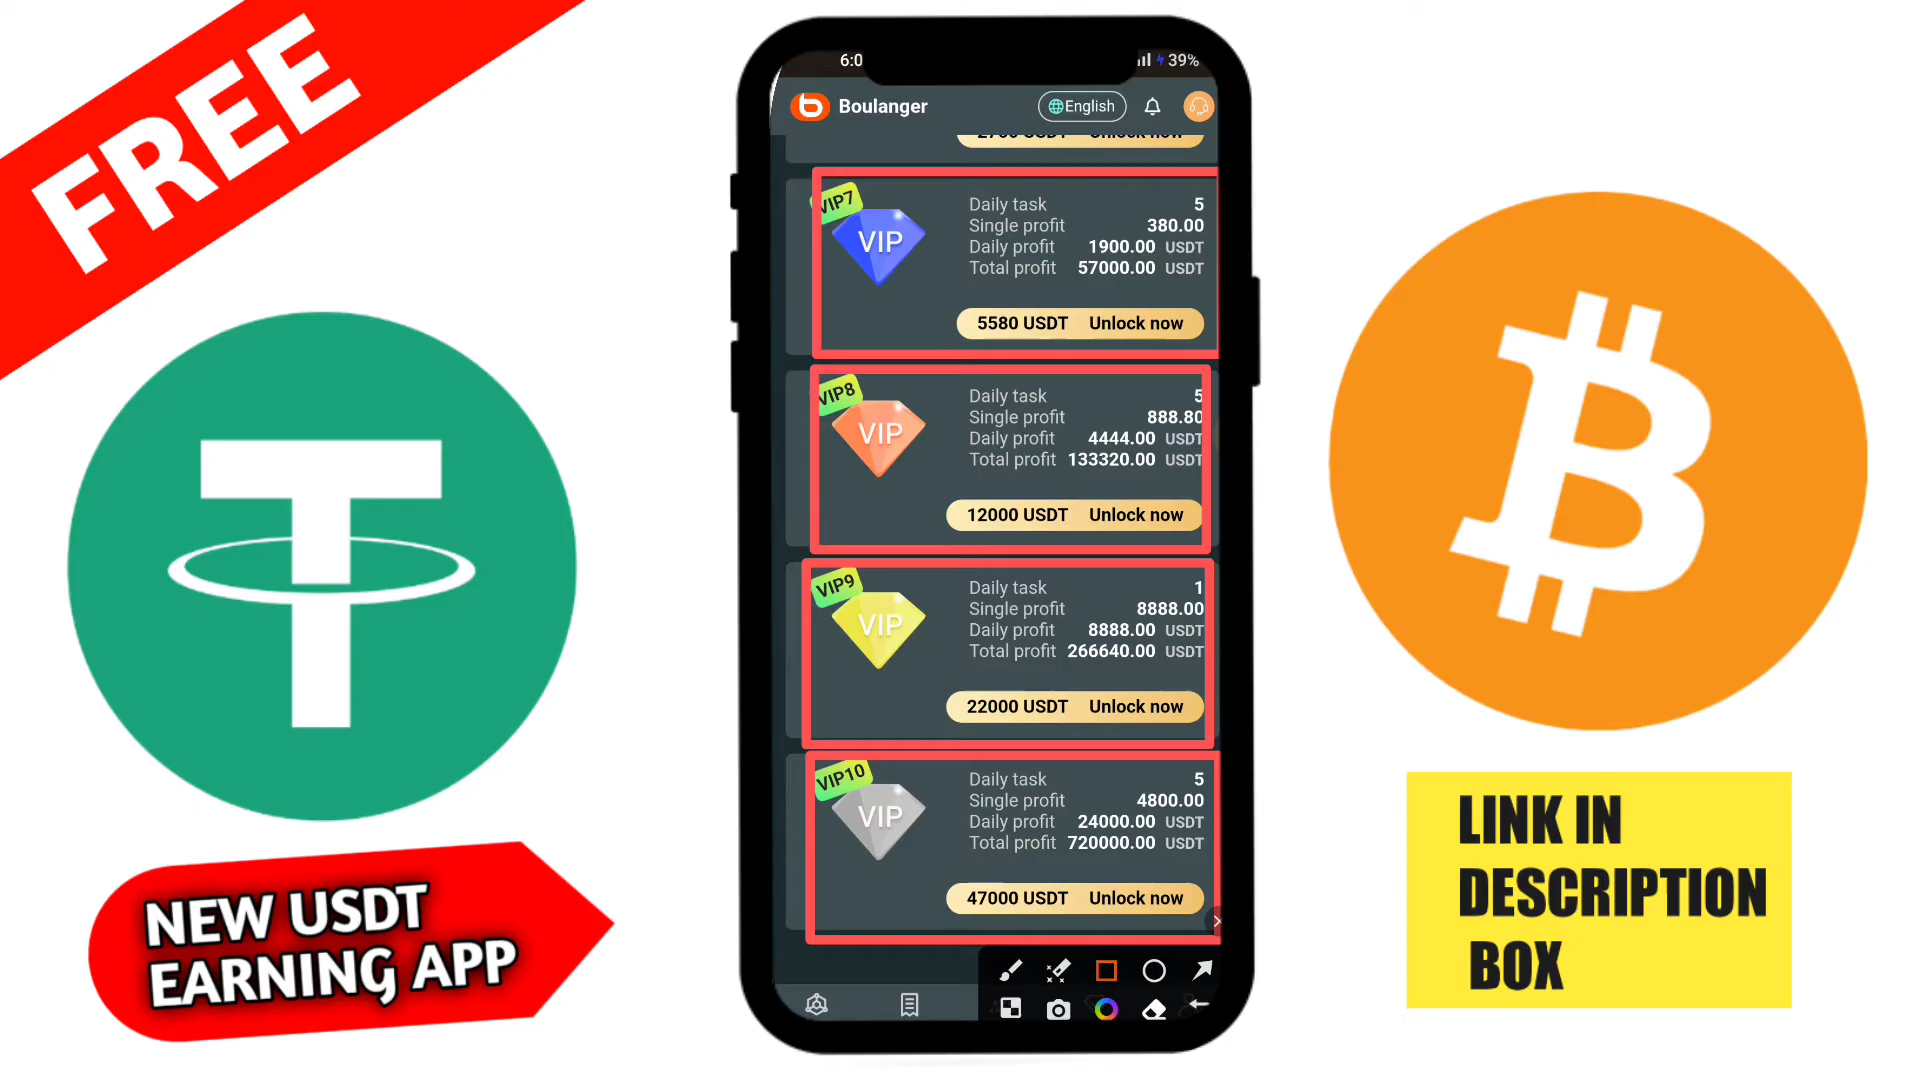 FREE
NEW USDT
EARNING APP
6:0
39%
Boulanger
English
VIP7
VIP
Daily task 5
Single profit 380.00
Daily profit 1900.00 USDT
Total profit 57000.00 USDT
5580 USDT Unlock now
VIP8
VIP
Daily task 5
Single profit 888.80
Daily profit 4444.00 USDT
Total profit 133320.00 USDT
12000 USDT Unlock now
VIP9
VIP
Daily task 1
Single profit 8888.00
Daily profit 8888.00 USDT
Total profit 266640.00 USDT
22000 USDT Unlock now
VIP10
VIP
Daily task 5
Single profit 4800.00
Daily profit 24000.00 USDT
Total profit 720000.00 USDT
47000 USDT Unlock now
LINK IN
DESCRIPTION
BOX